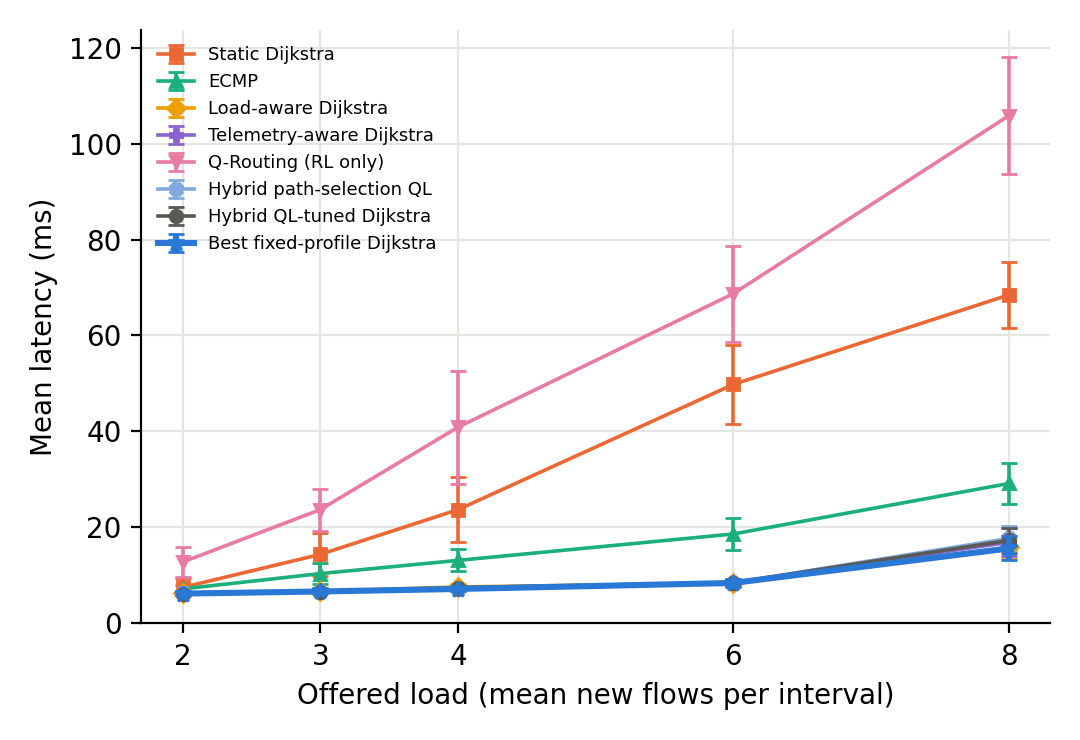 120
100
80
60
40
20
0
Mean latency (ms)
Static Dijkstra
ECMP
Load-aware Dijkstra
Telemetry-aware Dijkstra
Q-Routing (RL only)
Hybrid path-selection QL
Hybrid QL-tuned Dijkstra
Best fixed-profile Dijkstra
2 3 4 6 8
Offered load (mean new flows per interval)